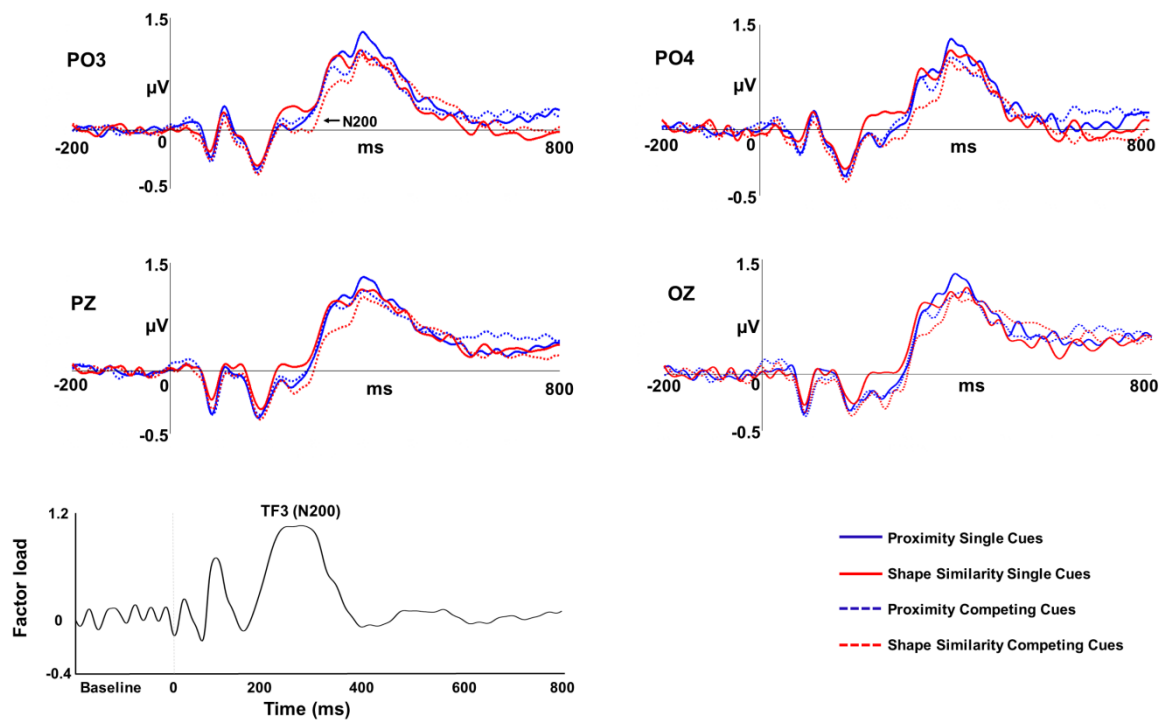 1.5
PO3
µV
N200
-200
0
ms
800
-0.5
1.5
PO4
µV
-200
0
ms
800
-0.5
1.5
PZ
µV
-200
0
ms
800
-0.5
1.5
OZ
µV
-200
0
ms
800
-0.5
1.2
TF3 (N200)
Factor load
0
-0.4
Baseline 0 200 400 600 800
Time (ms)
Proximity Single Cues
Shape Similarity Single Cues
Proximity Competing Cues
Shape Similarity Competing Cues